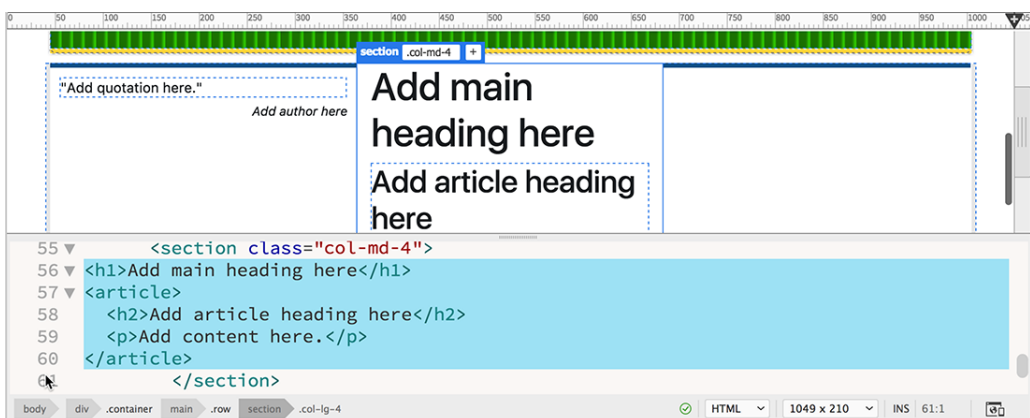 0 50 100 150 200 250 300 350 400 450 500 550 600 650 700 750 800 850 900 950 1000
section .col-md-4 +
"Add quotation here."
Add author here
Add main
heading here
Add article heading
here
55 ▼ <section class="col-md-4">
56 ▼ <h1>Add main heading here</h1>
57 ▼ <article>
58 <h2>Add article heading here</h2>
59 <p>Add content here.</p>
60 </article>
61 </section>
body div .container main .row section .col-lg-4 HTML 1049 x 210 INS 61:1